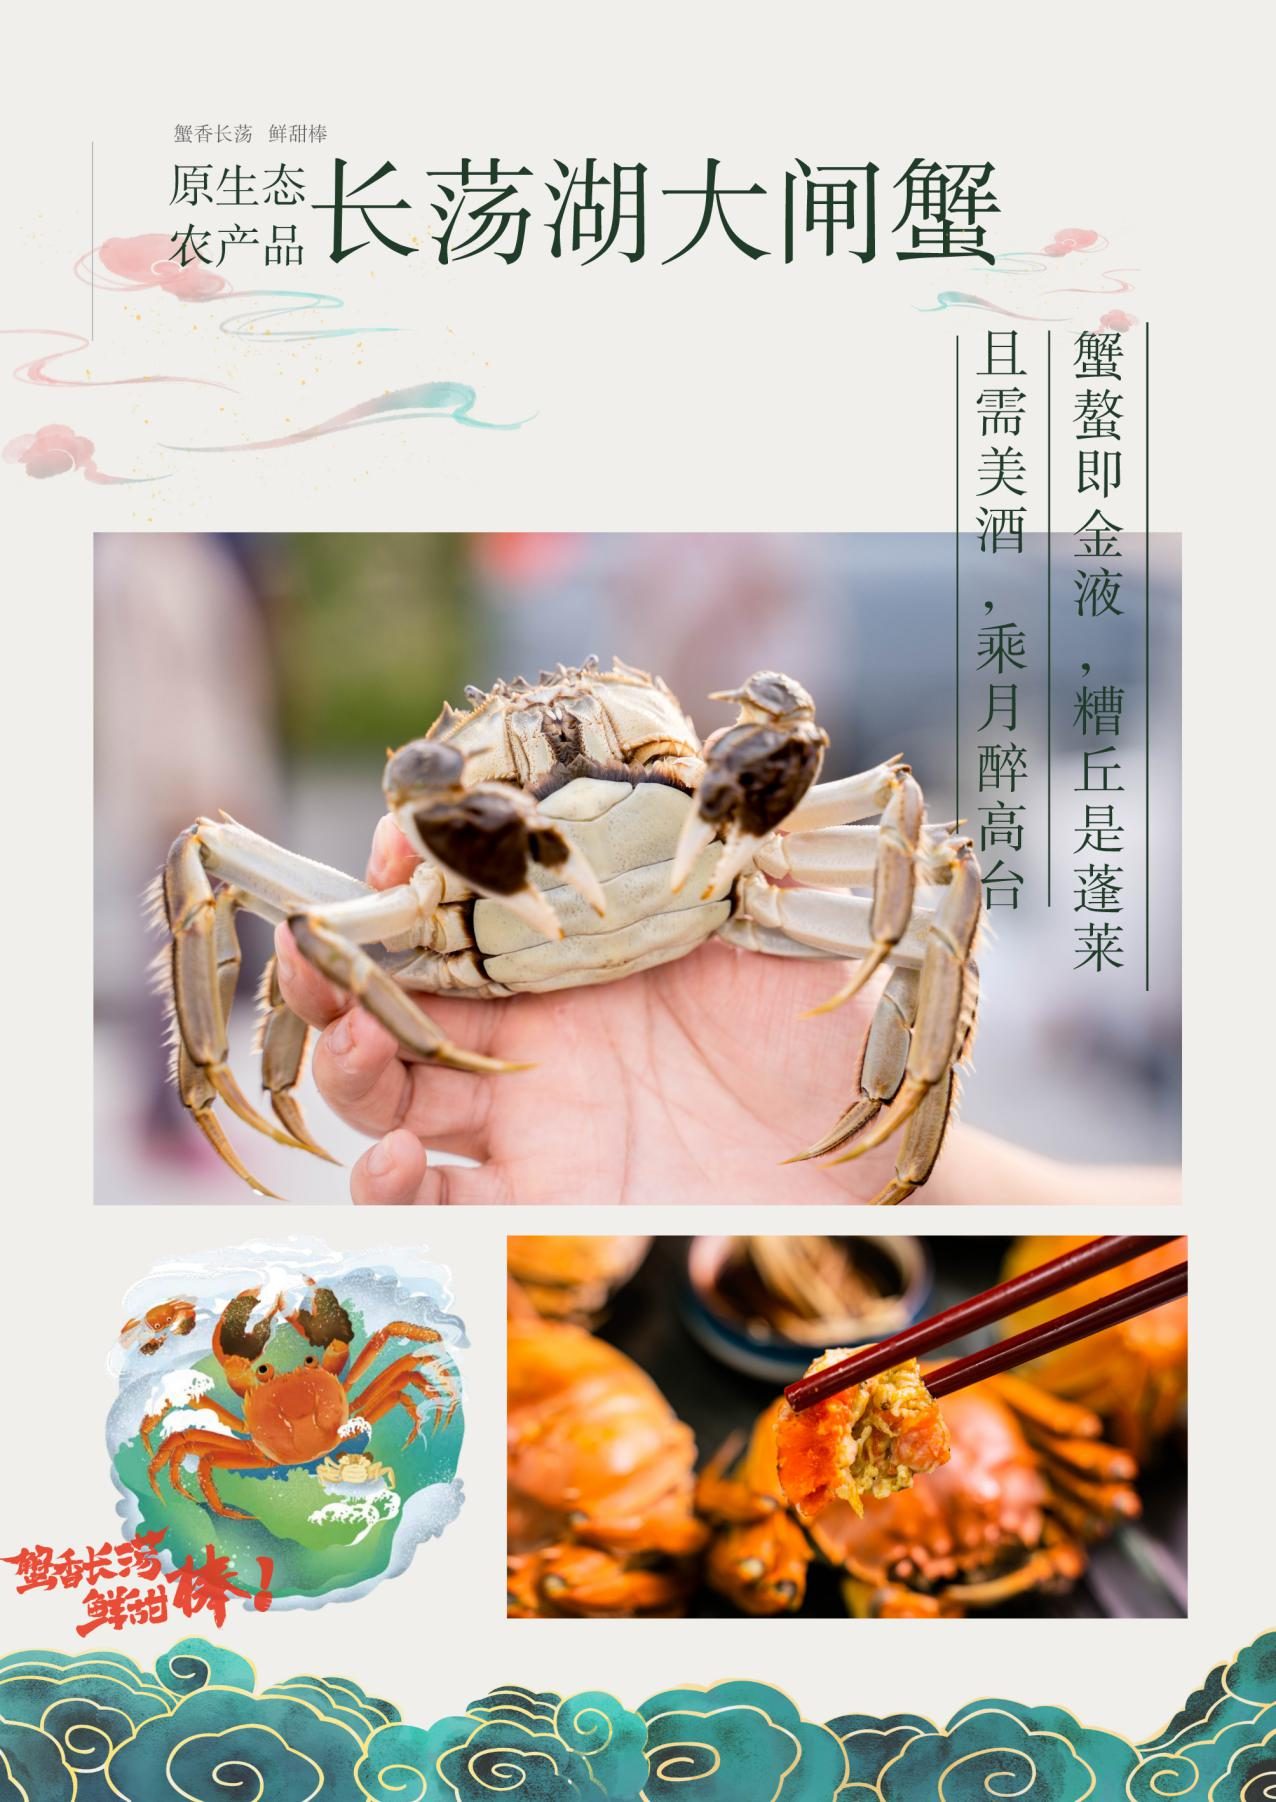 蟹香长荡 鲜甜棒
原生态
农产品
长荡湖大闸蟹
蟹螯即金液,糟丘是蓬莱
且需美酒,乘月醉高台
蟹香长荡
鲜甜棒!